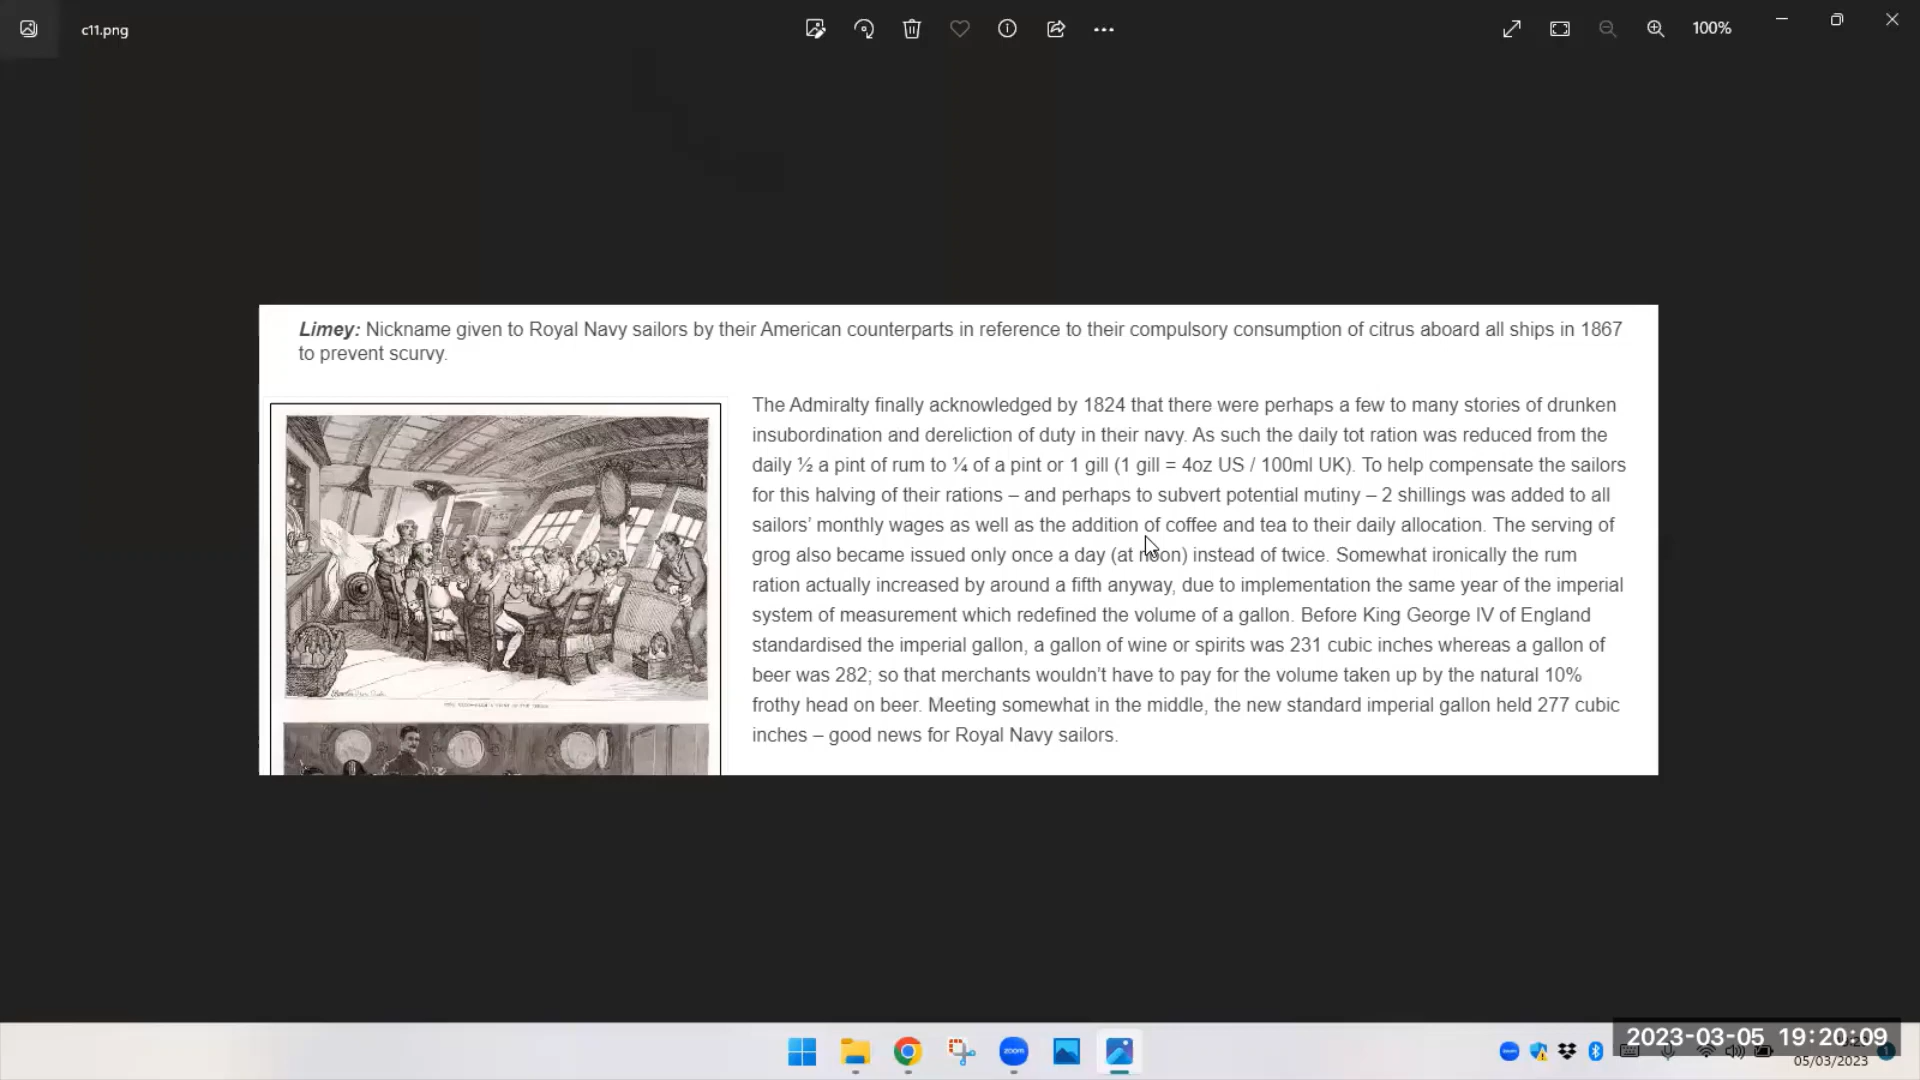 c11.png
100%
Limey: Nickname given to Royal Navy sailors by their American counterparts in reference to their compulsory consumption of citrus aboard all ships in 1867
to prevent scurvy.
The Admiralty finally acknowledged by 1824 that there were perhaps a few to many stories of drunken
insubordination and dereliction of duty in their navy. As such the daily tot ration was reduced from the
daily ½ a pint of rum to ¼ of a pint or 1 gill (1 gill = 4oz US / 100ml UK). To help compensate the sailors
for this halving of their rations – and perhaps to subvert potential mutiny – 2 shillings was added to all
sailors’ monthly wages as well as the addition of coffee and tea to their daily allocation. The serving of
grog also became issued only once a day (at noon) instead of twice. Somewhat ironically the rum
ration actually increased by around a fifth anyway, due to implementation the same year of the imperial
system of measurement which redefined the volume of a gallon. Before King George IV of England
standardised the imperial gallon, a gallon of wine or spirits was 231 cubic inches whereas a gallon of
beer was 282; so that merchants wouldn’t have to pay for the volume taken up by the natural 10%
frothy head on beer. Meeting somewhat in the middle, the new standard imperial gallon held 277 cubic
inches – good news for Royal Navy sailors.
zoom
2023-03-05 19:20:09
05/03/2023
1